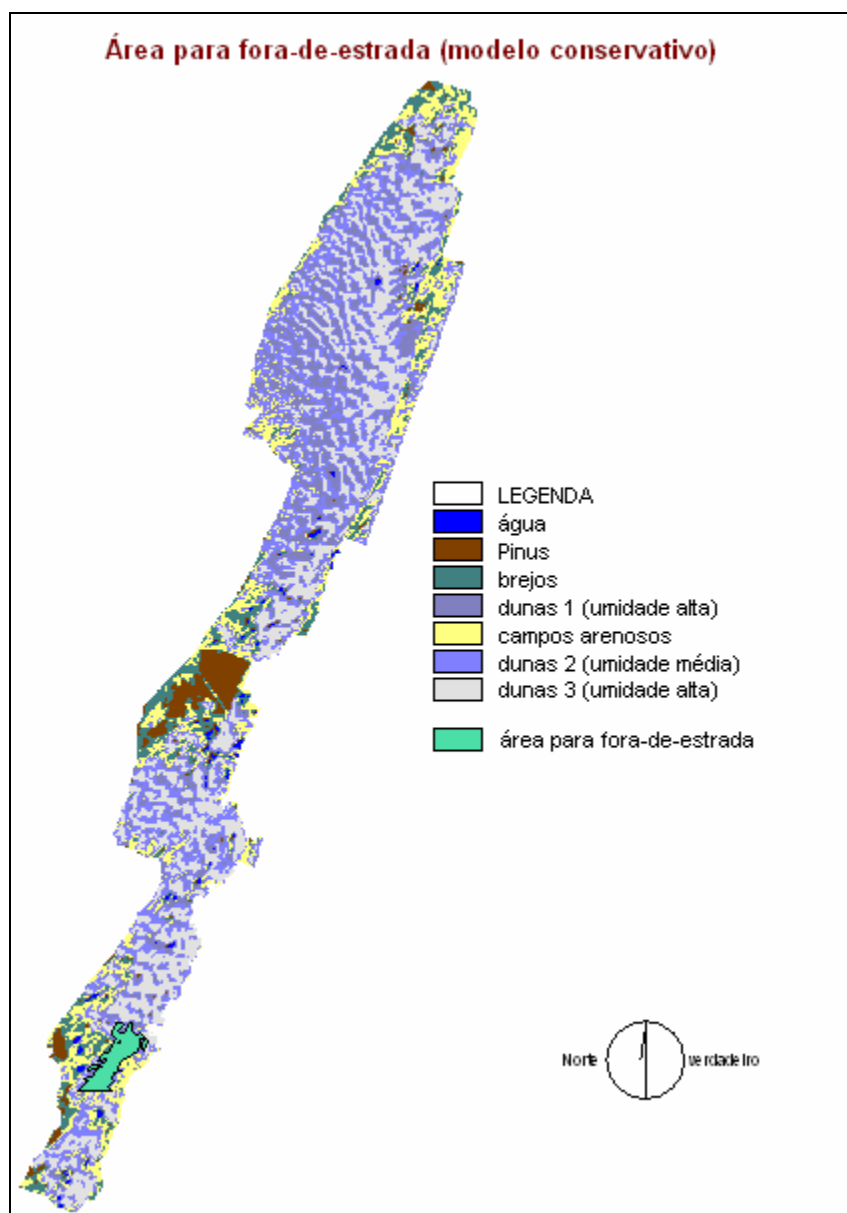 Área para fora-de-estrada (modelo conservativo)
LEGENDA
água
Pinus
brejos
dunas 1 (umidade alta)
campos arenosos
dunas 2 (umidade média)
dunas 3 (umidade alta)
área para fora-de-estrada
Norte verdadeiro